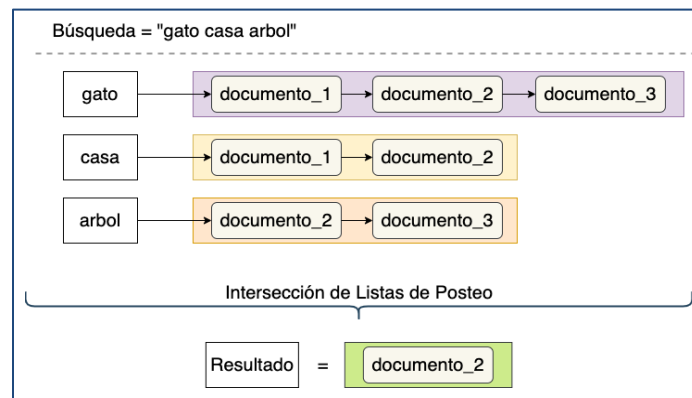 Búsqueda = "gato casa arbol"
gato documento_1 documento_2 documento_3
casa documento_1 documento_2
arbol documento_2 documento_3
Intersección de Listas de Posteo
Resultado = documento_2